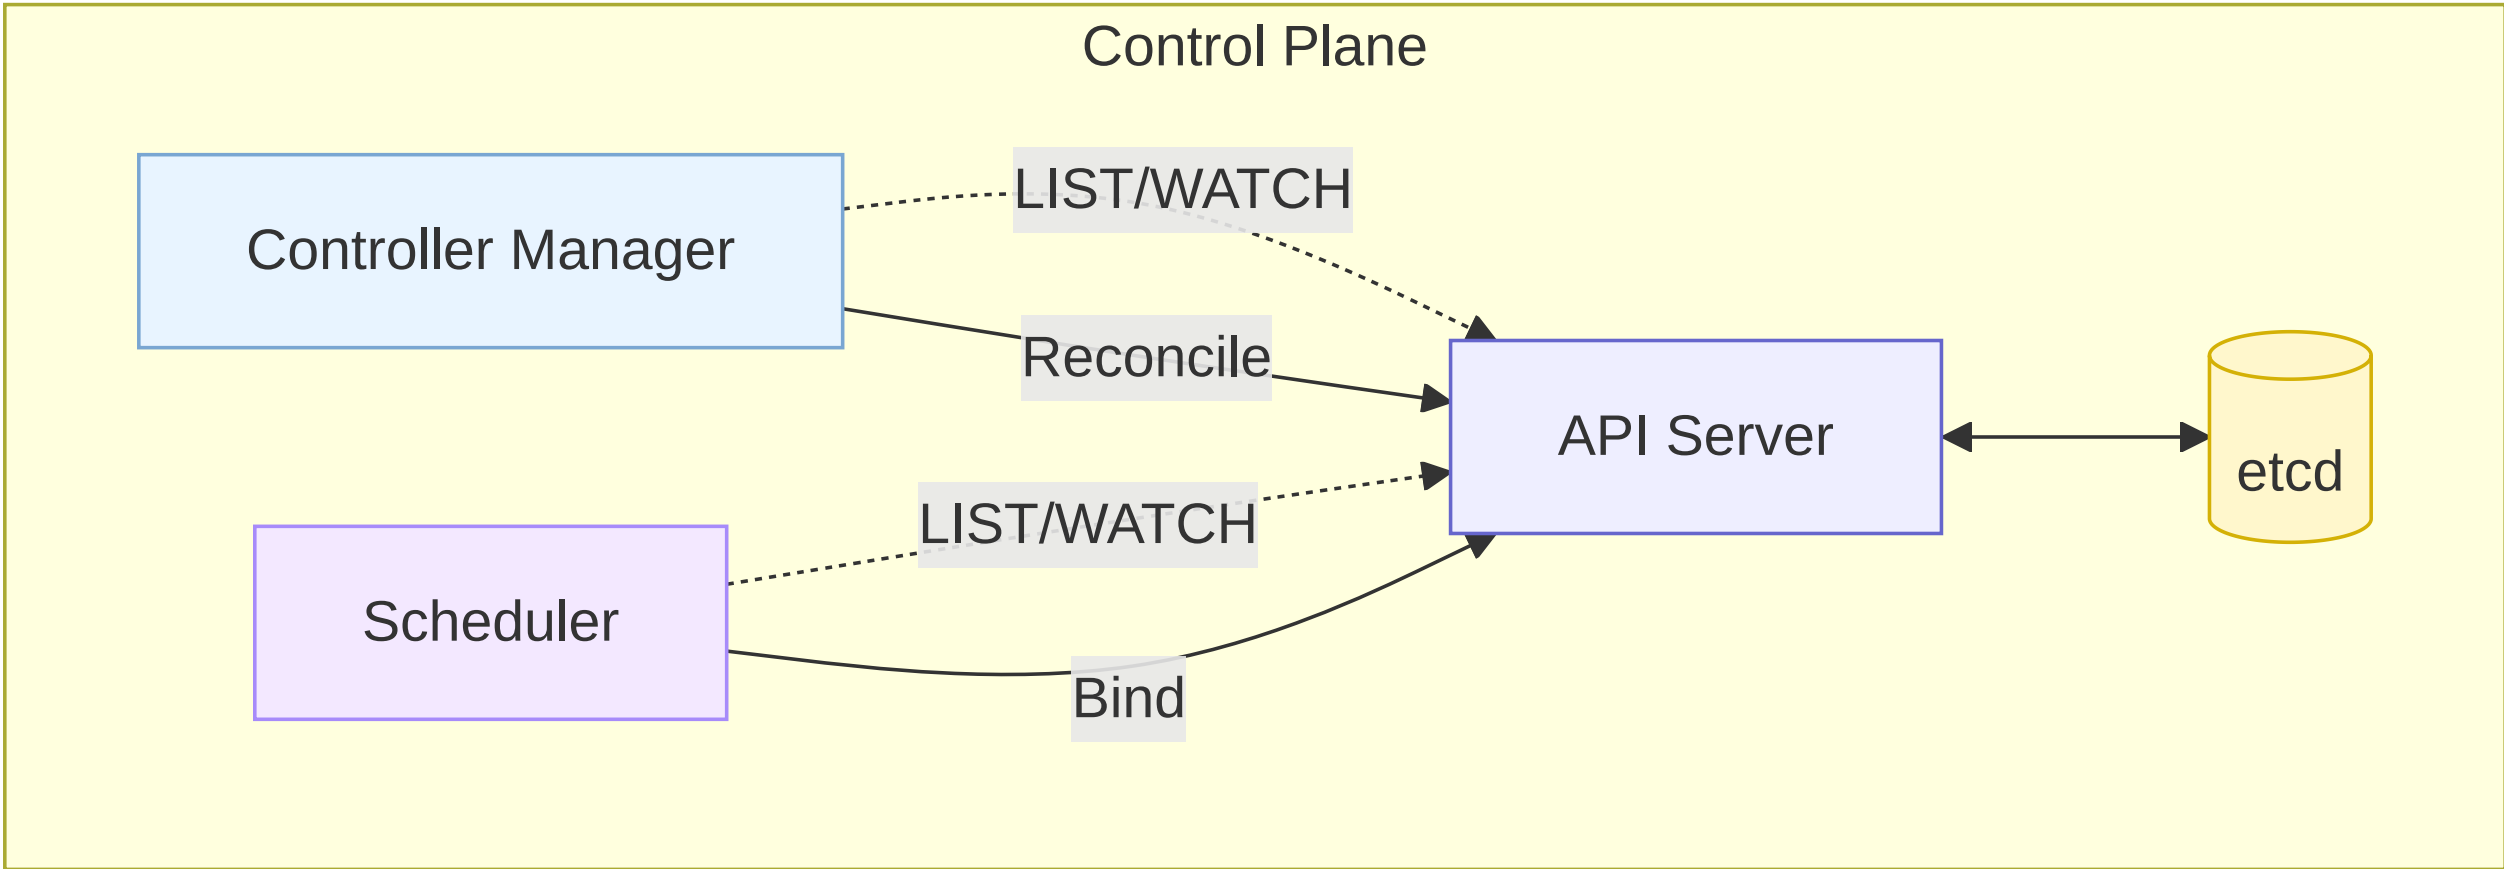 Control Plane
LIST/WATCH
Controller Manager
Reconcile
API Server
etcd
LIST/WATCH
Scheduler
Bind